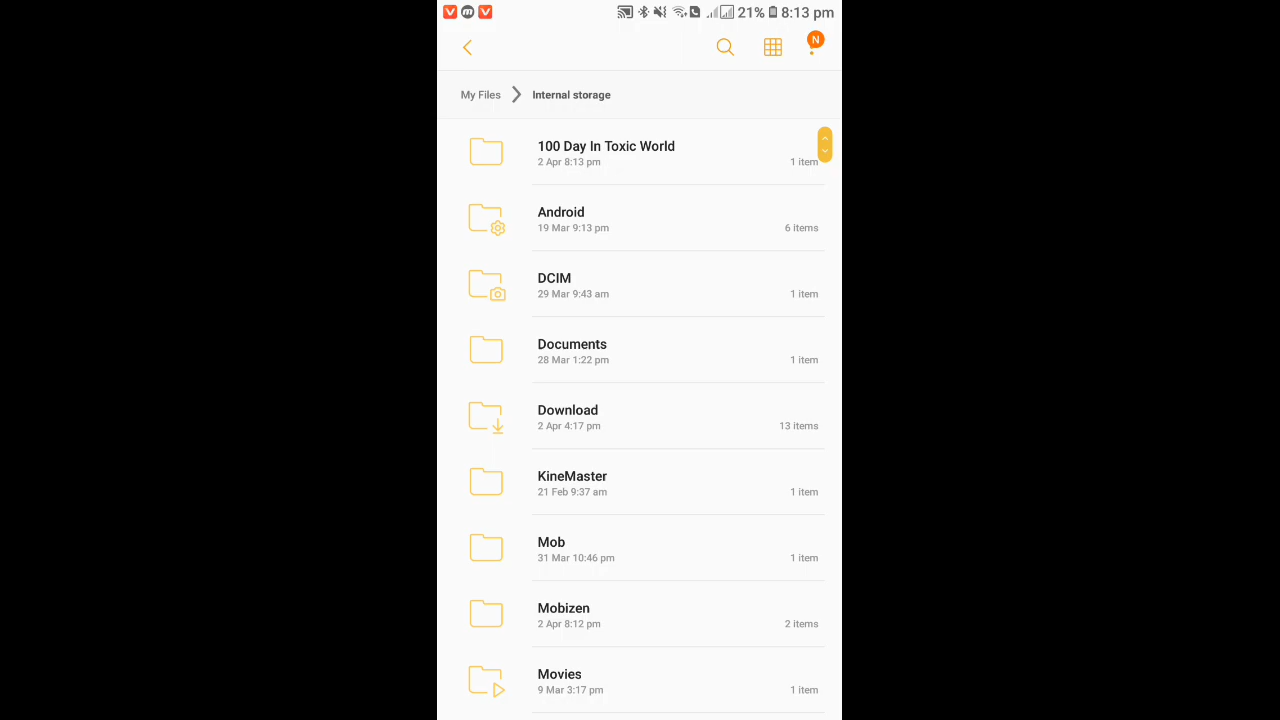 21% 8:13 pm
N
My Files Internal storage
100 Day In Toxic World
2 Apr 8:13 pm 1 item
Android
19 Mar 9:13 pm 6 items
DCIM
29 Mar 9:43 am 1 item
Documents
28 Mar 1:22 pm 1 item
Download
2 Apr 4:17 pm 13 items
KineMaster
21 Feb 9:37 am 1 item
Mob
31 Mar 10:46 pm 1 item
Mobizen
2 Apr 8:12 pm 2 items
Movies
9 Mar 3:17 pm 1 item